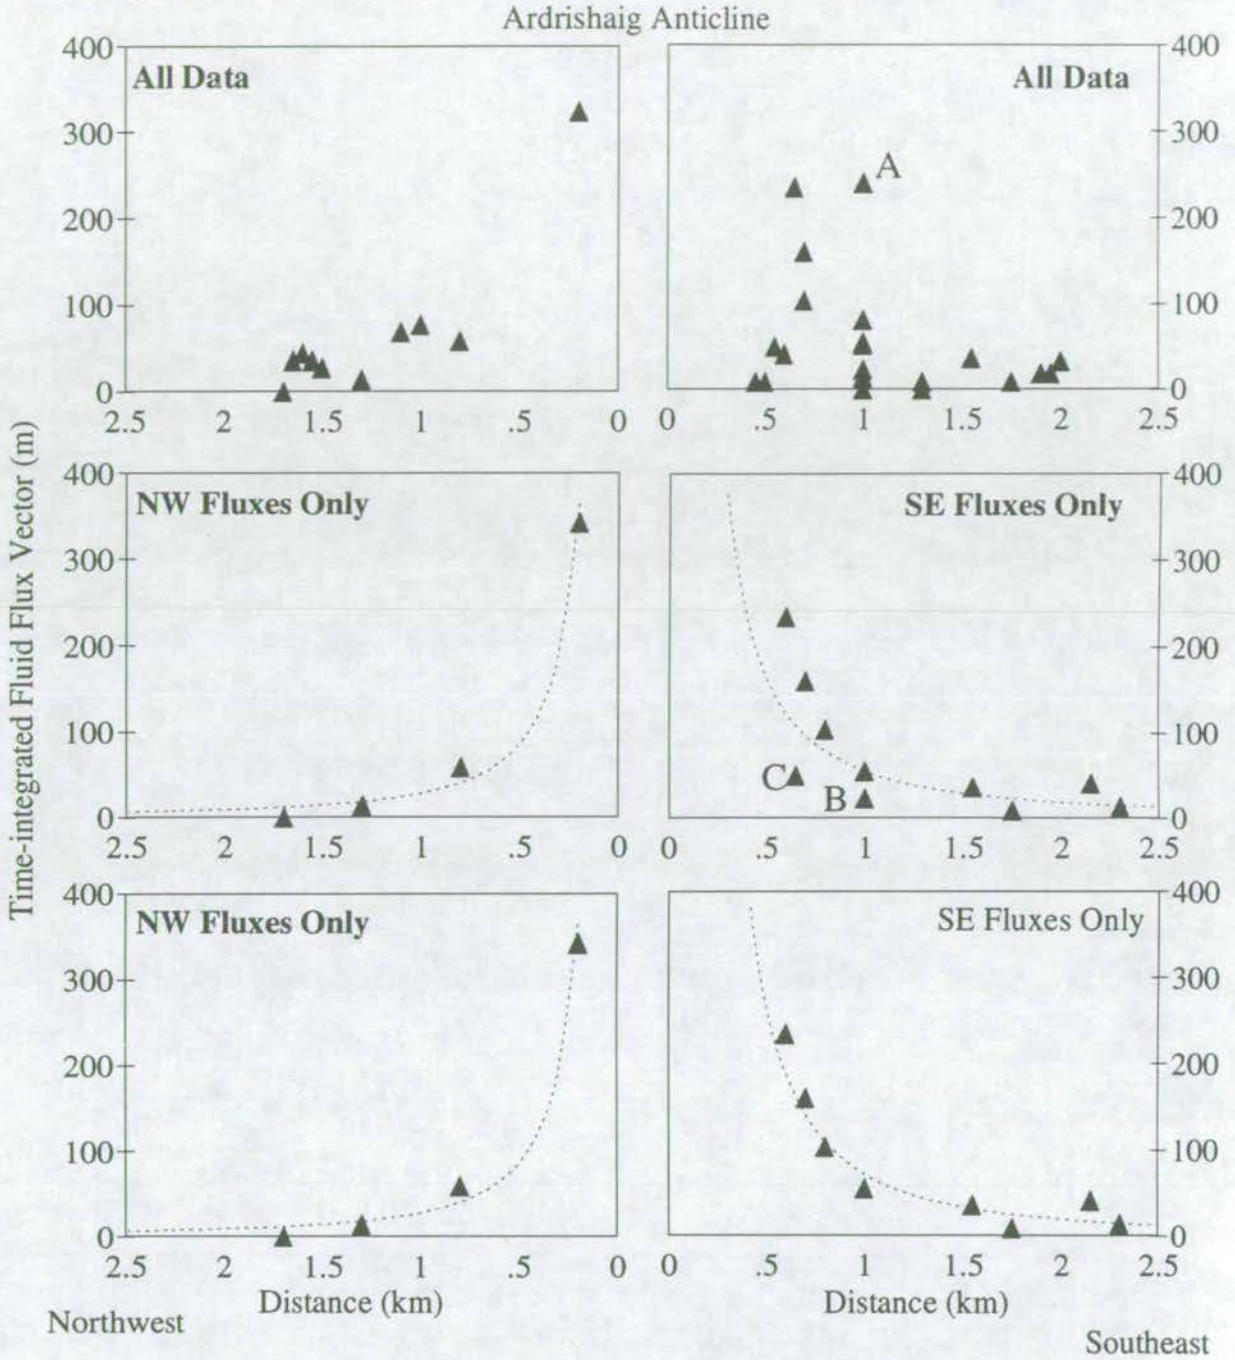 Ardrishaig Anticline
400 400
All Data All Data
300 300
A
200 200
100 100
0 0
2.5 2 1.5 1 .5 0 0 .5 1 1.5 2 2.5
Time-integrated Fluid Flux Vector (m)
400 400
NW Fluxes Only SE Fluxes Only
300 300
200 200
100 100
C B
0 0
2.5 2 1.5 1 .5 0 0 .5 1 1.5 2 2.5
400 400
NW Fluxes Only SE Fluxes Only
300 300
200 200
100 100
0 0
2.5 2 1.5 1 .5 0 0 .5 1 1.5 2 2.5
Distance (km) Distance (km)
Northwest
Southeast